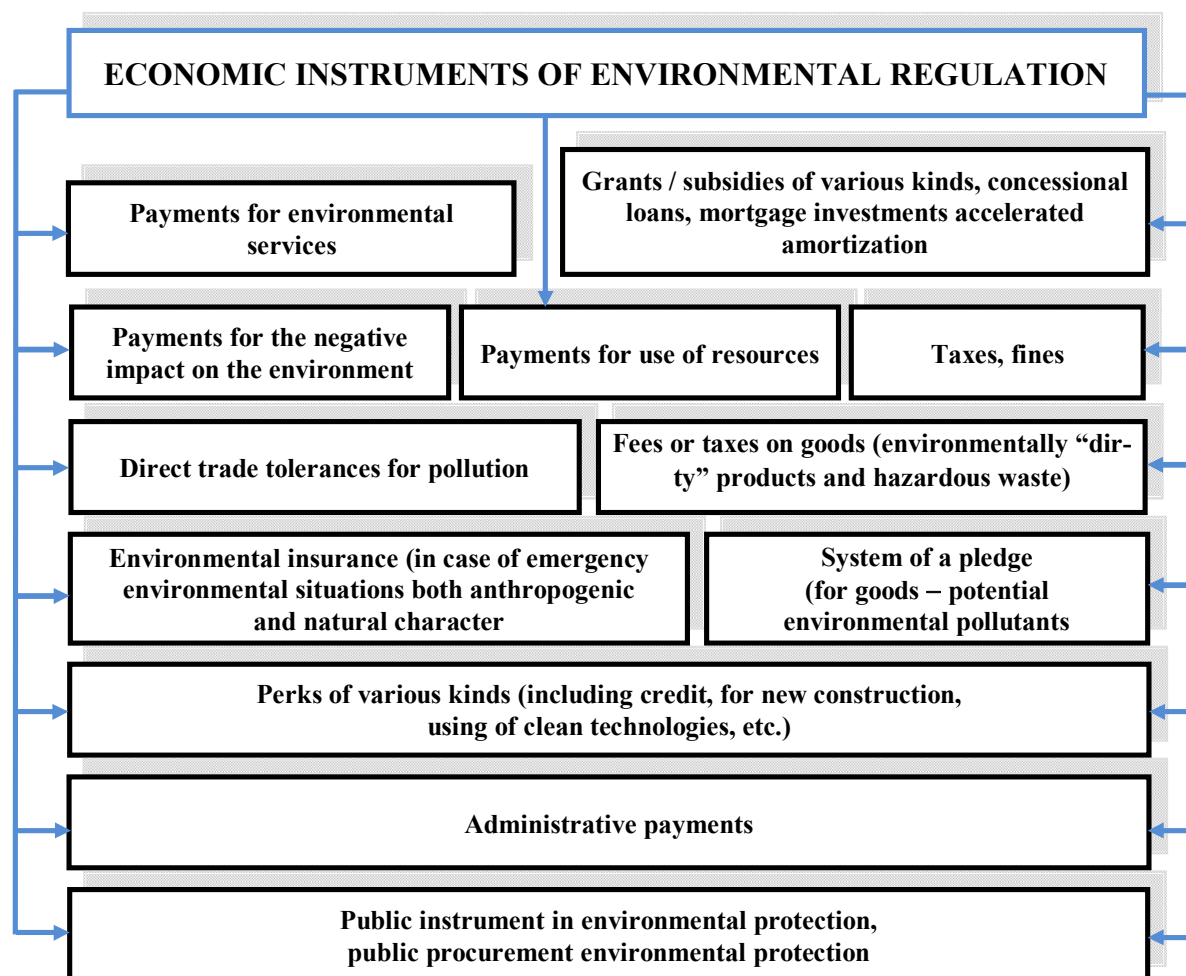 ECONOMIC INSTRUMENTS OF ENVIRONMENTAL REGULATION
Payments for environmental
services
Grants / subsidies of various kinds, concessional
loans, mortgage investments accelerated
amortization
Payments for the negative
impact on the environment
Payments for use of resources
Taxes, fines
Direct trade tolerances for pollution
Fees or taxes on goods (environmentally “dir-
ty” products and hazardous waste)
Environmental insurance (in case of emergency
environmental situations both anthropogenic
and natural character
System of a pledge
(for goods – potential
environmental pollutants
Perks of various kinds (including credit, for new construction,
using of clean technologies, etc.)
Administrative payments
Public instrument in environmental protection,
public procurement environmental protection